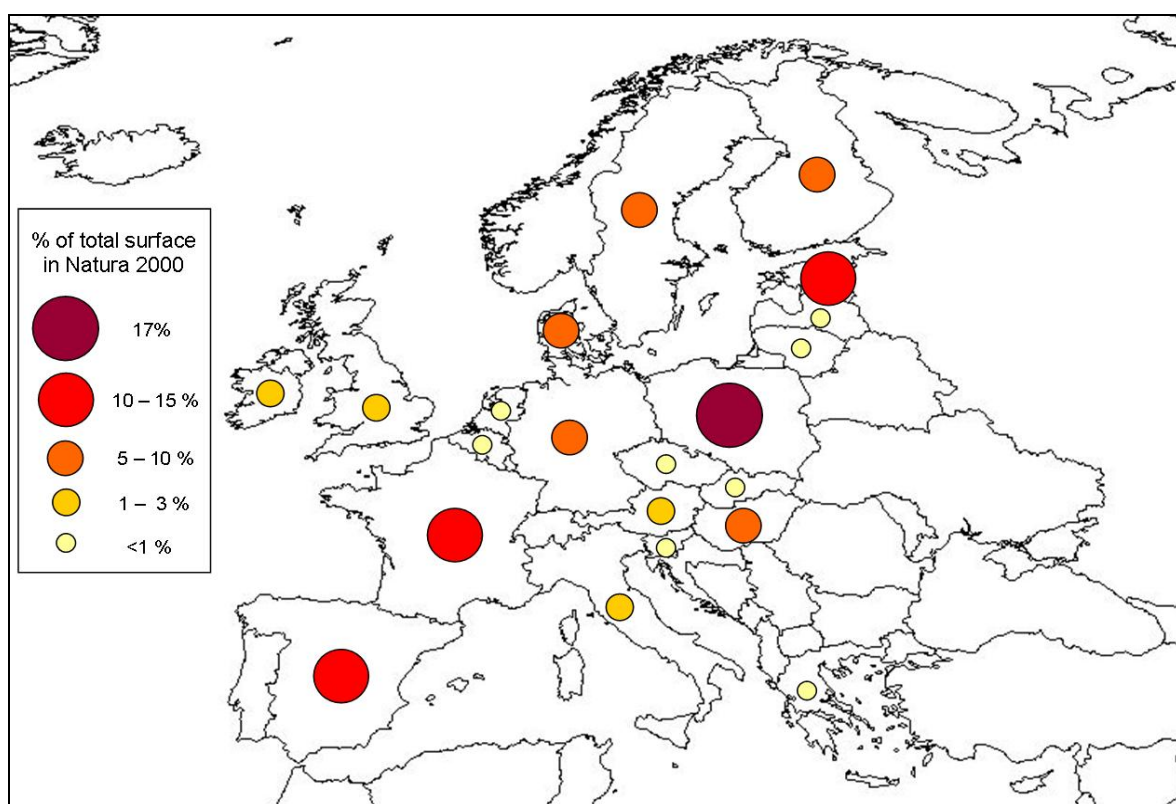 % of total surface
in Natura 2000
17%
10 – 15 %
5 – 10 %
1 – 3 %
<1 %